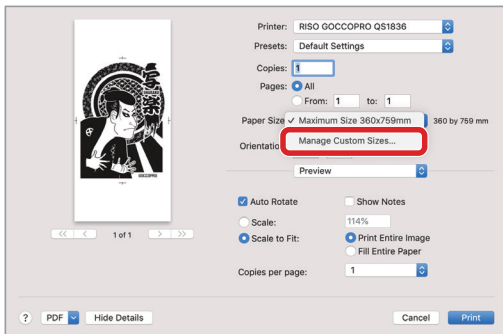 Printer: RISO GOCCOPRO QS1836
Presets: Default Settings
Copies: 1
Pages: All
From: 1 to: 1
Paper Size ✓ Maximum Size 360x759mm 360 by 759 mm
Manage Custom Sizes...
Orientation
Preview
写楽
GOCCOPRO
Auto Rotate Show Notes
Scale: 114%
Scale to Fit: Print Entire Image
Fill Entire Paper
Copies per page: 1
<< < 1 of 1 > >>
? PDF Hide Details Cancel Print